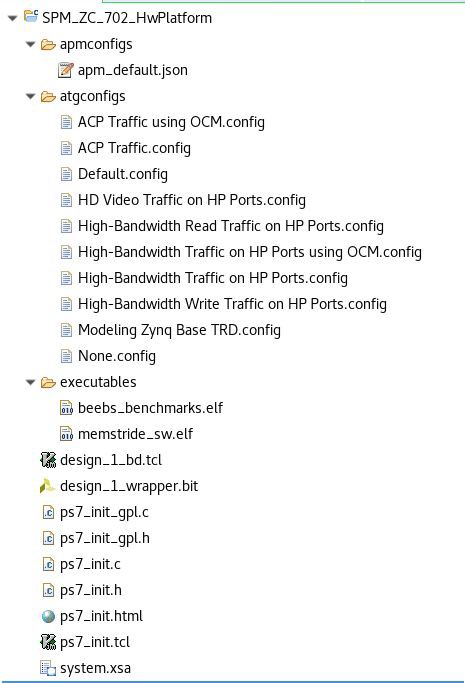 SPM_ZC_702_HwPlatform
apmconfigs
apm_default.json
atgconfigs
ACP Traffic using OCM.config
ACP Traffic.config
Default.config
HD Video Traffic on HP Ports.config
High-Bandwidth Read Traffic on HP Ports.config
High-Bandwidth Traffic on HP Ports using OCM.config
High-Bandwidth Traffic on HP Ports.config
High-Bandwidth Write Traffic on HP Ports.config
Modeling Zynq Base TRD.config
None.config
executables
beebs_benchmarks.elf
memstride_sw.elf
design_1_bd.tcl
design_1_wrapper.bit
ps7_init_gpl.c
ps7_init_gpl.h
ps7_init.c
ps7_init.h
ps7_init.html
ps7_init.tcl
system.xsa